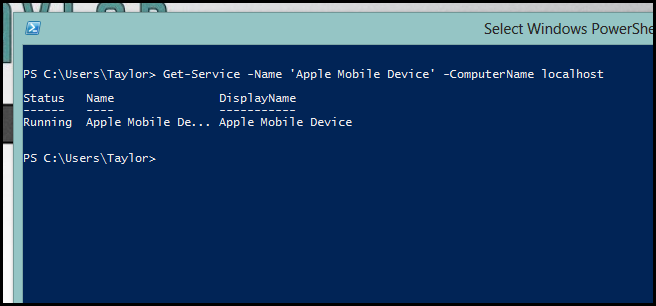 Select Windows PowerShe
PS C:\Users\Taylor> Get-Service -Name 'Apple Mobile Device' -ComputerName localhost
Status   Name               DisplayName
------   ----               -----------
Running  Apple Mobile De... Apple Mobile Device
PS C:\Users\Taylor>